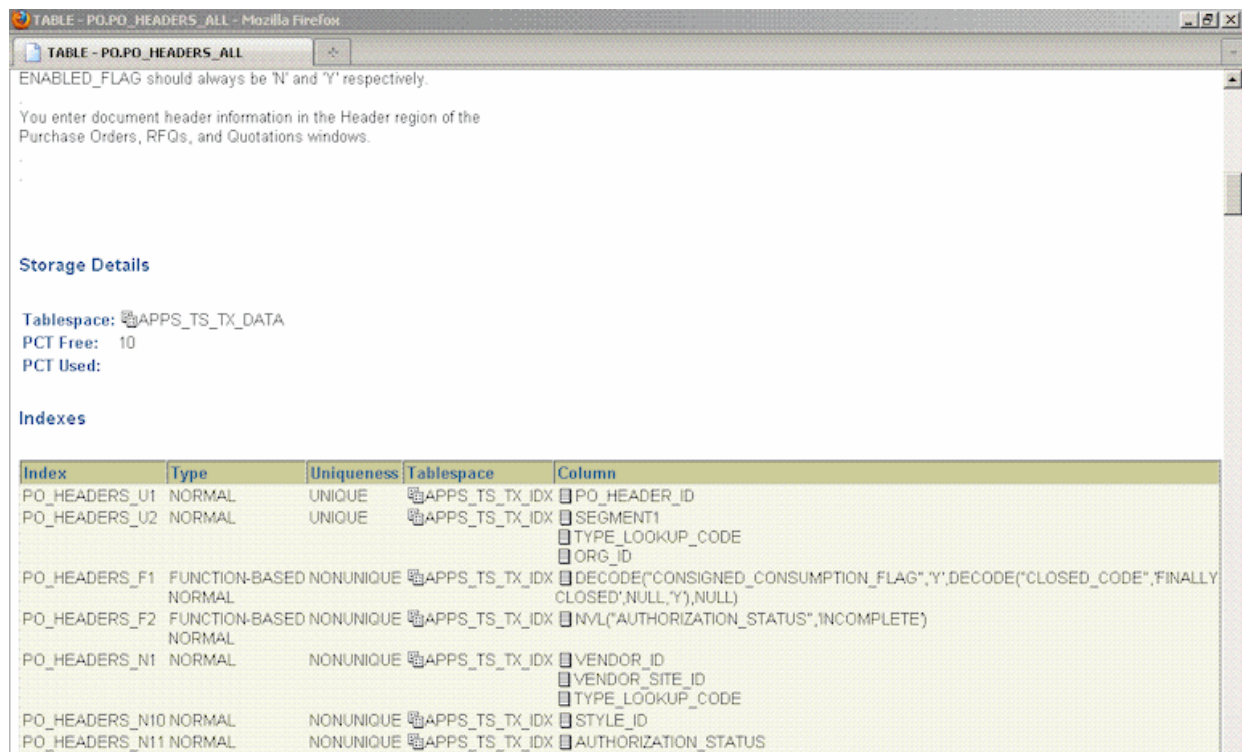 TABLE - PO.PO_HEADERS_ALL - Mozilla Firefox
TABLE - PO.PO_HEADERS_ALL
ENABLED_FLAG should always be 'N' and 'Y' respectively.
.
You enter document header information in the Header region of the
Purchase Orders, RFQs, and Quotations windows.
.
.
Storage Details
Tablespace: APPS_TS_TX_DATA
PCT Free: 10
PCT Used:
Indexes
Index Type Uniqueness Tablespace Column
PO_HEADERS_U1 NORMAL UNIQUE APPS_TS_TX_IDX PO_HEADER_ID
PO_HEADERS_U2 NORMAL UNIQUE APPS_TS_TX_IDX SEGMENT1
TYPE_LOOKUP_CODE
ORG_ID
PO_HEADERS_F1 FUNCTION-BASED NONUNIQUE APPS_TS_TX_IDX DECODE("CONSIGNED_CONSUMPTION_FLAG",'Y',DECODE("CLOSED_CODE",'FINALLY
NORMAL CLOSED',NULL,'Y'),NULL)
PO_HEADERS_F2 FUNCTION-BASED NONUNIQUE APPS_TS_TX_IDX NVL("AUTHORIZATION_STATUS",'INCOMPLETE')
NORMAL
PO_HEADERS_N1 NORMAL NONUNIQUE APPS_TS_TX_IDX VENDOR_ID
VENDOR_SITE_ID
TYPE_LOOKUP_CODE
PO_HEADERS_N10 NORMAL NONUNIQUE APPS_TS_TX_IDX STYLE_ID
PO_HEADERS_N11 NORMAL NONUNIQUE APPS_TS_TX_IDX AUTHORIZATION_STATUS